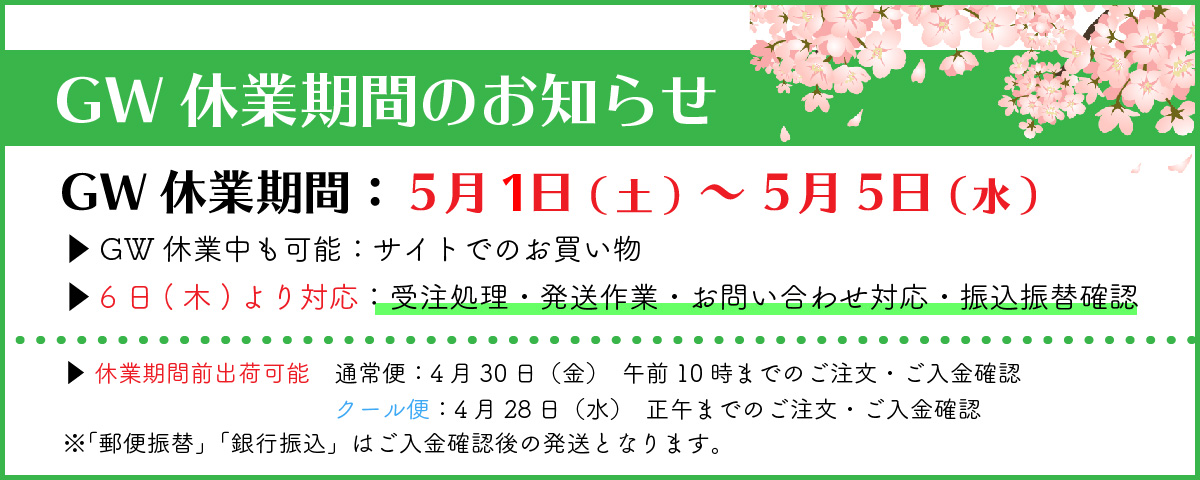 GW 休業期間のお知らせ
GW 休業期間：5月1日(土)～5月5日(水)
▶ GW 休業中も可能：サイトでのお買い物
▶ 6日(木)より対応：受注処理・発送作業・お問い合わせ対応・振込振替確認
▶ 休業期間前出荷可能　通常便：4月30日（金）　午前10時までのご注文・ご入金確認
クール便：4月28日（水）　正午までのご注文・ご入金確認
※「郵便振替」「銀行振込」はご入金確認後の発送となります。